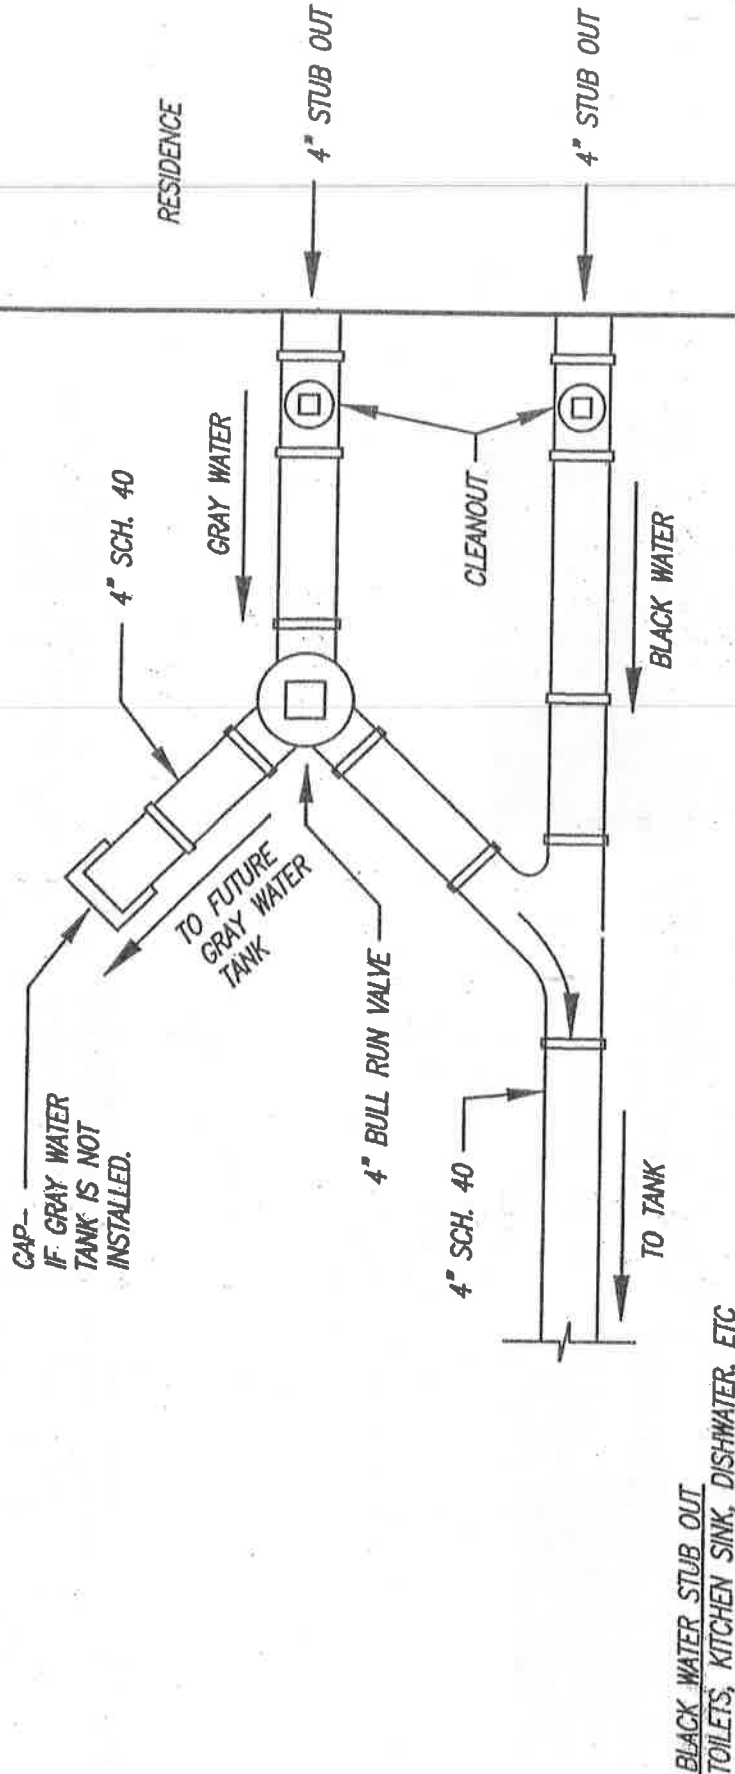 RESIDENCE
4" STUB OUT
4" STUB OUT
4" SCH. 40
GRAY WATER
CLEANOUT
BLACK WATER
TO FUTURE
GRAY WATER
TANK
CAP-
IF GRAY WATER
TANK IS NOT
INSTALLED.
4" BULL RUN VALVE
4" SCH. 40
TO TANK
BLACK WATER STUB OUT
TOILETS, KITCHEN SINK, DISHWATER, ETC